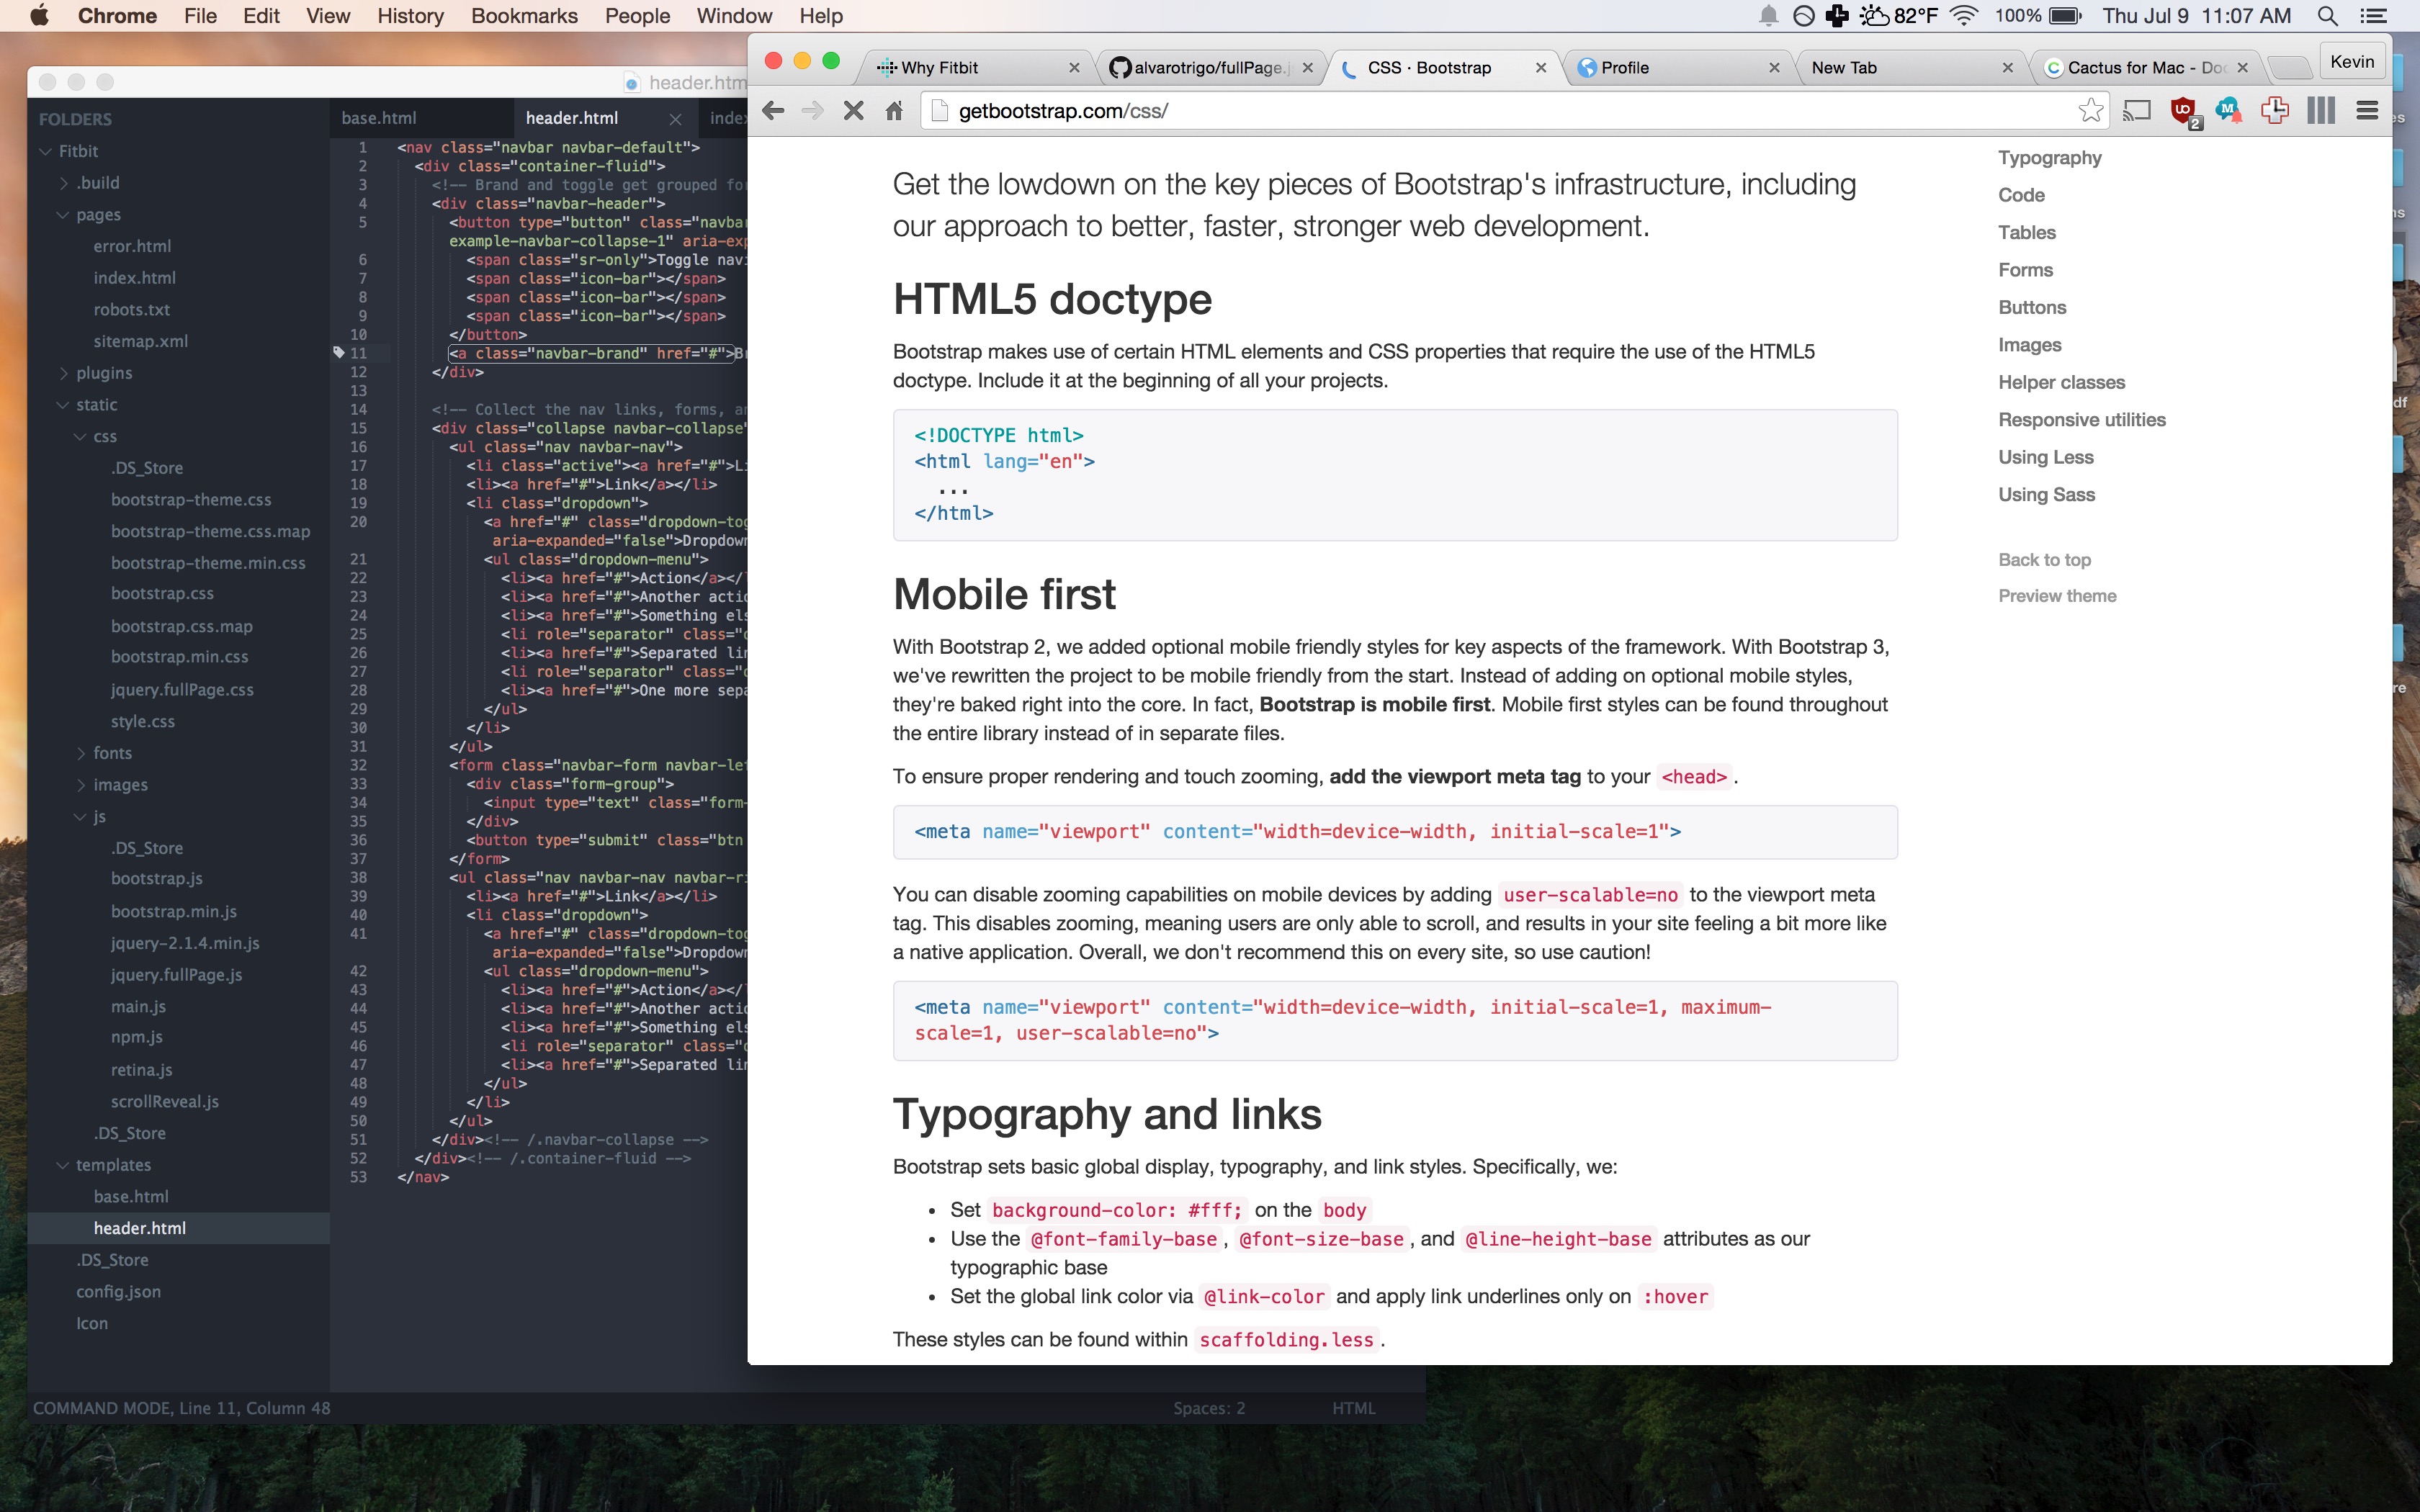 Chrome File Edit View History Bookmarks People Window Help
82°F 100% Thu Jul 9 11:07 AM
header.htm
FOLDERS
Fitbit
.build
pages
error.html
index.html
robots.txt
sitemap.xml
plugins
static
css
.DS_Store
bootstrap-theme.css
bootstrap-theme.css.map
bootstrap-theme.min.css
bootstrap.css
bootstrap.css.map
bootstrap.min.css
jquery.fullPage.css
style.css
fonts
images
js
.DS_Store
bootstrap.js
bootstrap.min.js
jquery-2.1.4.min.js
jquery.fullPage.js
main.js
npm.js
retina.js
scrollReveal.js
.DS_Store
templates
base.html
header.html
.DS_Store
config.json
Icon
base.html header.html index
1 <nav class="navbar navbar-default">
2 <div class="container-fluid">
3 <!-- Brand and toggle get grouped for
4 <div class="navbar-header">
5 <button type="button" class="navbar
example-navbar-collapse-1" aria-exp
6 <span class="sr-only">Toggle navi
7 <span class="icon-bar"></span>
8 <span class="icon-bar"></span>
9 <span class="icon-bar"></span>
10 </button>
11 <a class="navbar-brand" href="#">Br
12 </div>
13
14 <!-- Collect the nav links, forms, an
15 <div class="collapse navbar-collapse"
16 <ul class="nav navbar-nav">
17 <li class="active"><a href="#">Li
18 <li><a href="#">Link</a></li>
19 <li class="dropdown">
20 <a href="#" class="dropdown-tog
aria-expanded="false">Dropdown
21 <ul class="dropdown-menu">
22 <li><a href="#">Action</a></l
23 <li><a href="#">Another actio
24 <li><a href="#">Something els
25 <li role="separator" class="d
26 <li><a href="#">Separated lin
27 <li role="separator" class="d
28 <li><a href="#">One more sepa
29 </ul>
30 </li>
31 </ul>
32 <form class="navbar-form navbar-lef
33 <div class="form-group">
34 <input type="text" class="form-
35 </div>
36 <button type="submit" class="btn
37 </form>
38 <ul class="nav navbar-nav navbar-ri
39 <li><a href="#">Link</a></li>
40 <li class="dropdown">
41 <a href="#" class="dropdown-tog
aria-expanded="false">Dropdown
42 <ul class="dropdown-menu">
43 <li><a href="#">Action</a></l
44 <li><a href="#">Another actio
45 <li><a href="#">Something els
46 <li role="separator" class="d
47 <li><a href="#">Separated lin
48 </ul>
49 </li>
50 </ul>
51 </div><!-- /.navbar-collapse -->
52 </div><!-- /.container-fluid -->
53 </nav>
COMMAND MODE, Line 11, Column 48 Spaces: 2 HTML
Why Fitbit alvarotrigo/fullPage.j CSS · Bootstrap Profile New Tab Cactus for Mac - Doc Kevin
getbootstrap.com/css/
2
Get the lowdown on the key pieces of Bootstrap's infrastructure, including
our approach to better, faster, stronger web development.
HTML5 doctype
Bootstrap makes use of certain HTML elements and CSS properties that require the use of the HTML5
doctype. Include it at the beginning of all your projects.
<!DOCTYPE html>
<html lang="en">
...
</html>
Mobile first
With Bootstrap 2, we added optional mobile friendly styles for key aspects of the framework. With Bootstrap 3,
we've rewritten the project to be mobile friendly from the start. Instead of adding on optional mobile styles,
they're baked right into the core. In fact, Bootstrap is mobile first. Mobile first styles can be found throughout
the entire library instead of in separate files.
To ensure proper rendering and touch zooming, add the viewport meta tag to your <head>.
<meta name="viewport" content="width=device-width, initial-scale=1">
You can disable zooming capabilities on mobile devices by adding user-scalable=no to the viewport meta
tag. This disables zooming, meaning users are only able to scroll, and results in your site feeling a bit more like
a native application. Overall, we don't recommend this on every site, so use caution!
<meta name="viewport" content="width=device-width, initial-scale=1, maximum-
scale=1, user-scalable=no">
Typography and links
Bootstrap sets basic global display, typography, and link styles. Specifically, we:
• Set background-color: #fff; on the body
• Use the @font-family-base, @font-size-base, and @line-height-base attributes as our
typographic base
• Set the global link color via @link-color and apply link underlines only on :hover
These styles can be found within scaffolding.less.
Typography
Code
Tables
Forms
Buttons
Images
Helper classes
Responsive utilities
Using Less
Using Sass
Back to top
Preview theme